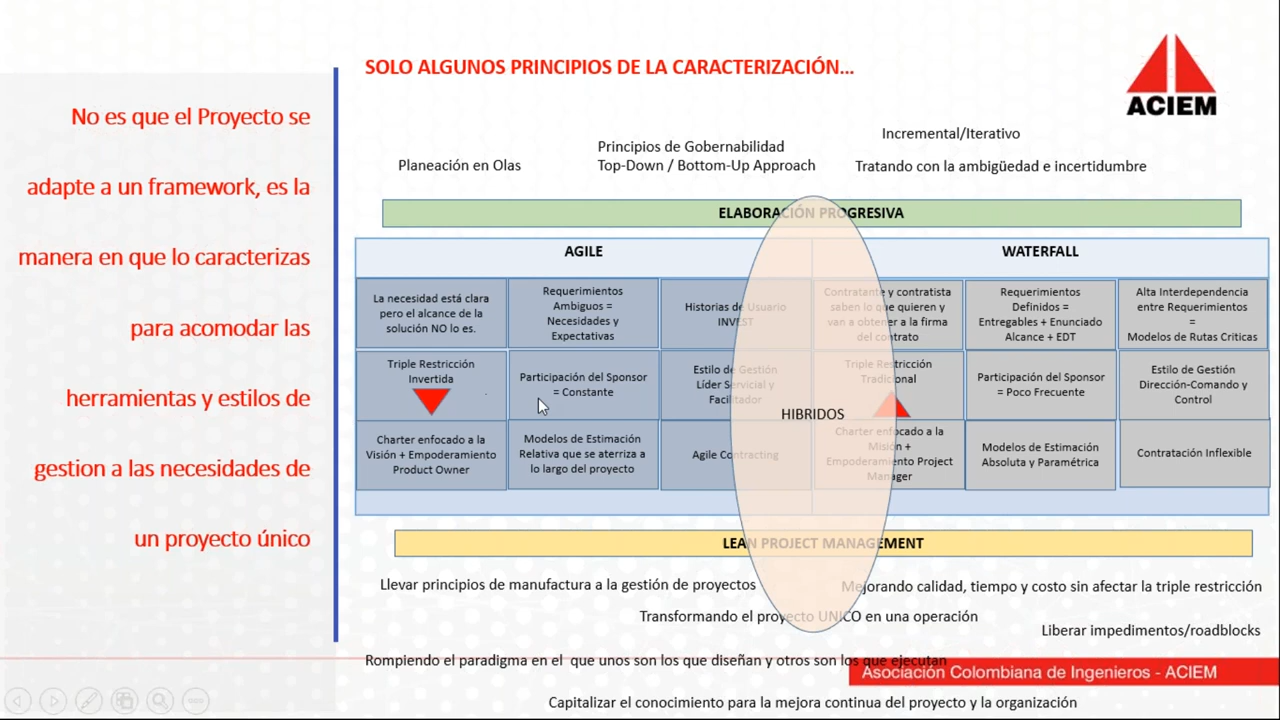 SOLO ALGUNOS PRINCIPIOS DE LA CARACTERIZACIÓN...
ACIEM
No es que el Proyecto se
adapte a un framework, es la
manera en que lo caracterizas
para acomodar las
herramientas y estilos de
gestion a las necesidades de
un proyecto único
Planeación en Olas
Principios de Gobernabilidad
Top-Down / Bottom-Up Approach
Incremental/Iterativo
Tratando con la ambigüedad e incertidumbre
ELABORACIÓN PROGRESIVA
AGILE
WATERFALL
La necesidad está clara
pero el alcance de la
solución NO lo es.
Requerimientos
Ambiguos =
Necesidades y
Expectativas
Historias de Usuario
INVEST
Contratante y contratista
saben lo que quieren y
van a obtener a la firma
del contrato
Requerimientos
Definidos =
Entregables + Enunciado
Alcance + EDT
Alta Interdependencia
entre Requerimientos
=
Modelos de Rutas Criticas
Triple Restricción
Invertida
Participación del Sponsor
= Constante
Estilo de Gestión
Líder Servicial y
Facilitador
Triple Restricción
Tradicional
Participación del Sponsor
= Poco Frecuente
Estilo de Gestión
Dirección-Comando y
Control
HIBRIDOS
Charter enfocado a la
Visión + Empoderamiento
Product Owner
Modelos de Estimación
Relativa que se aterriza a
lo largo del proyecto
Agile Contracting
Charter enfocado a la
Misión +
Empoderamiento Project
Manager
Modelos de Estimación
Absoluta y Paramétrica
Contratación Inflexible
LEAN PROJECT MANAGEMENT
Llevar principios de manufactura a la gestión de proyectos
Mejorando calidad, tiempo y costo sin afectar la triple restricción
Transformando el proyecto UNICO en una operación
Liberar impedimentos/roadblocks
Rompiendo el paradigma en el que unos son los que diseñan y otros son los que ejecutan
Asociación Colombiana de Ingenieros - ACIEM
Capitalizar el conocimiento para la mejora continua del proyecto y la organización